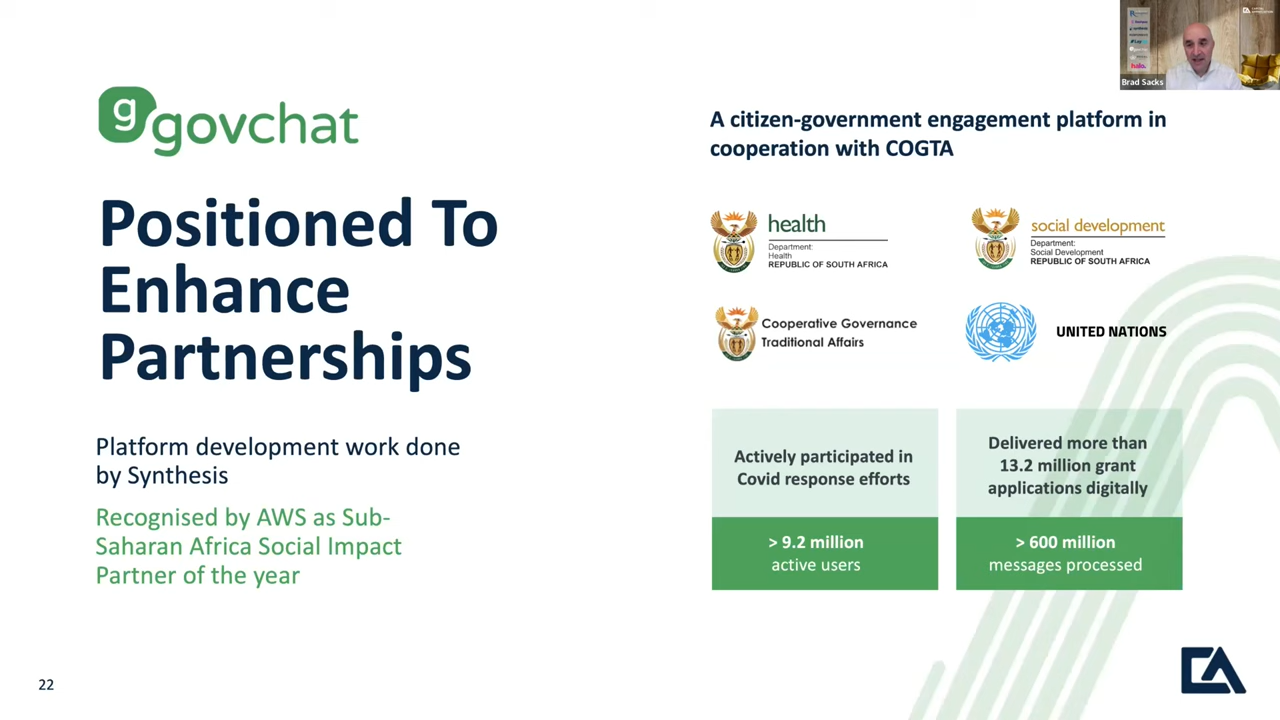 g govchat
Positioned To
Enhance
Partnerships
Platform development work done
by Synthesis
Recognised by AWS as Sub-
Saharan Africa Social Impact
Partner of the year
22
A citizen-government engagement platform in
cooperation with COGTA
health
Department:
Health
REPUBLIC OF SOUTH AFRICA
social development
Department:
Social Development
REPUBLIC OF SOUTH AFRICA
Cooperative Governance
Traditional Affairs
UNITED NATIONS
Actively participated in
Covid response efforts
> 9.2 million
active users
Delivered more than
13.2 million grant
applications digitally
> 600 million
messages processed
Brad Sacks
halo.
CA